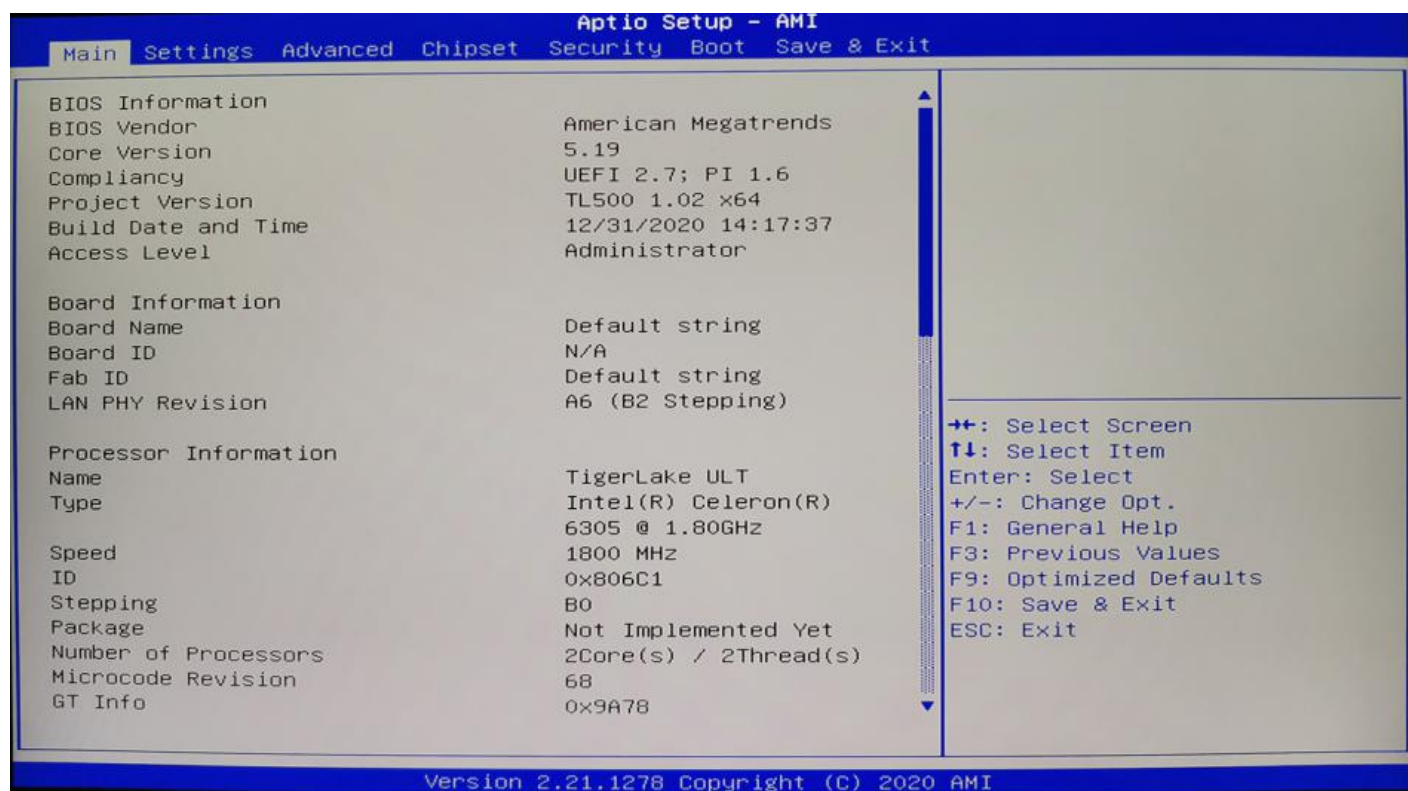 Aptio Setup – AMI
Main Settings Advanced Chipset Security Boot Save & Exit
BIOS Information
BIOS Vendor American Megatrends
Core Version 5.19
Compliancy UEFI 2.7; PI 1.6
Project Version TL500 1.02 x64
Build Date and Time 12/31/2020 14:17:37
Access Level Administrator
Board Information
Board Name Default string
Board ID N/A
Fab ID Default string
LAN PHY Revision A6 (B2 Stepping)
Processor Information
Name TigerLake ULT
Type Intel(R) Celeron(R)
6305 @ 1.80GHz
Speed 1800 MHz
ID 0x806C1
Stepping B0
Package Not Implemented Yet
Number of Processors 2Core(s) / 2Thread(s)
Microcode Revision 68
GT Info 0x9A78
→←: Select Screen
↑↓: Select Item
Enter: Select
+/-: Change Opt.
F1: General Help
F3: Previous Values
F9: Optimized Defaults
F10: Save & Exit
ESC: Exit
Version 2.21.1278 Copyright (C) 2020 AMI